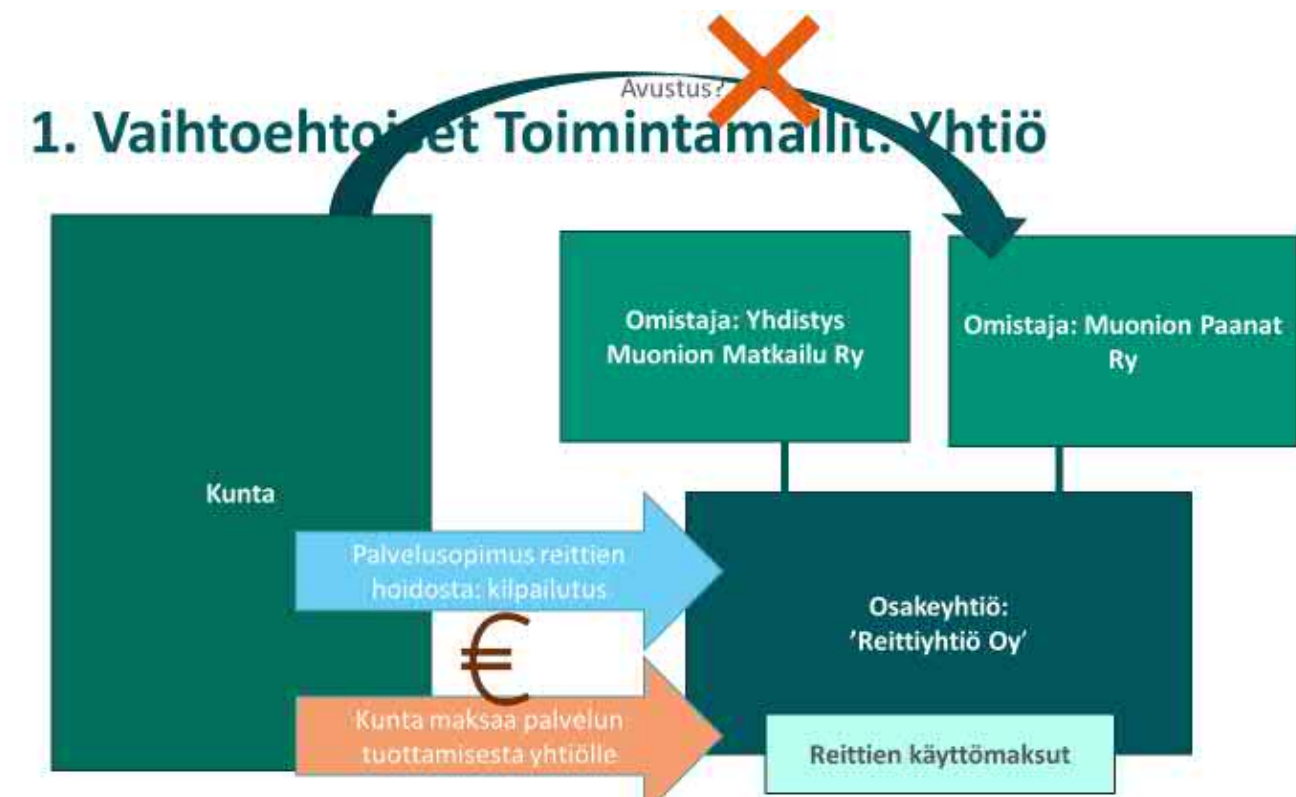 Avustus?
1. Vaihtoehtoiset Toimintamallit: Yhtiö
Omistaja: Yhdistys
Muonion Matkailu Ry
Omistaja: Muonion Paanat
Ry
Kunta
Palvelusopimus reittien
hoidosta: kilpailutus
€
Osakeyhtiö:
’Reittiyhtiö Oy’
Kunta maksaa palvelun
tuottamisesta yhtiölle
Reittien käyttömaksut